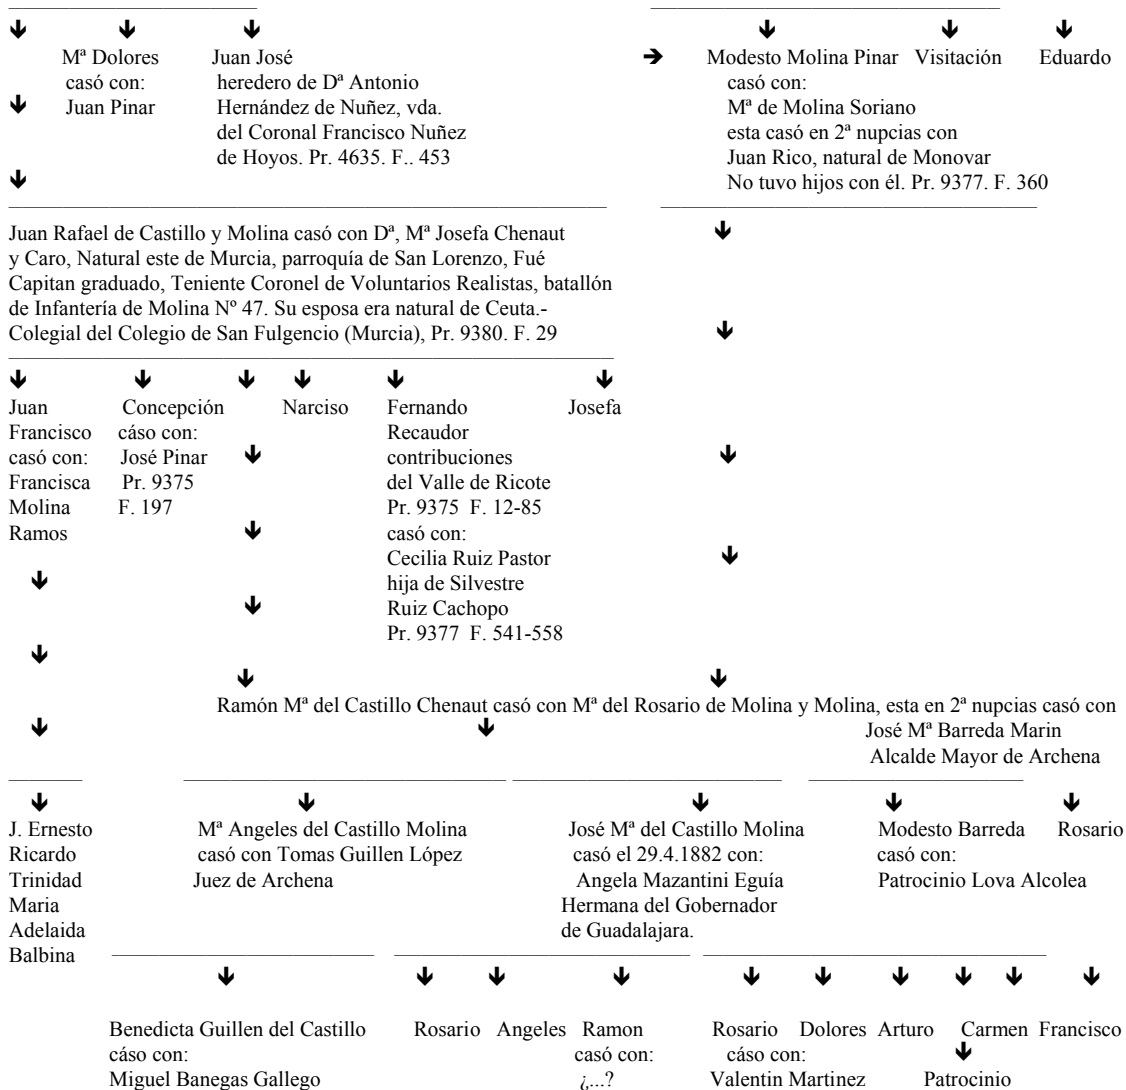 Mª Dolores
casó con:
Juan Pinar
Juan José
heredero de Dª Antonio
Hernández de Nuñez, vda.
del Coronal Francisco Nuñez
de Hoyos. Pr. 4635. F.. 453
Modesto Molina Pinar
casó con:
Mª de Molina Soriano
esta casó en 2ª nupcias con
Juan Rico, natural de Monovar
No tuvo hijos con él. Pr. 9377. F. 360
Visitación
Eduardo
Juan Rafael de Castillo y Molina casó con Dª, Mª Josefa Chenaut
y Caro, Natural este de Murcia, parroquía de San Lorenzo, Fué
Capitan graduado, Teniente Coronel de Voluntarios Realistas, batallón
de Infantería de Molina Nº 47. Su esposa era natural de Ceuta.-
Colegial del Colegio de San Fulgencio (Murcia), Pr. 9380. F. 29
Juan
Francisco
casó con:
Francisca
Molina
Ramos
Concepción
cáso con:
José Pinar
Pr. 9375
F. 197
Narciso
Fernando
Recaudor
contribuciones
del Valle de Ricote
Pr. 9375 F. 12-85
casó con:
Cecilia Ruiz Pastor
hija de Silvestre
Ruiz Cachopo
Pr. 9377 F. 541-558
Josefa
Ramón Mª del Castillo Chenaut casó con Mª del Rosario de Molina y Molina, esta en 2ª nupcias casó con
José Mª Barreda Marin
Alcalde Mayor de Archena
J. Ernesto
Ricardo
Trinidad
Maria
Adelaida
Balbina
Mª Angeles del Castillo Molina
casó con Tomas Guillen López
Juez de Archena
José Mª del Castillo Molina
casó el 29.4.1882 con:
Angela Mazantini Eguía
Hermana del Gobernador
de Guadalajara.
Modesto Barreda
casó con:
Patrocinio Lova Alcolea
Rosario
Benedicta Guillen del Castillo
cáso con:
Miguel Banegas Gallego
Rosario
Angeles
Ramon
casó con:
¿...?
Rosario
cáso con:
Valentin Martinez
Dolores
Arturo
Carmen
Francisco
Patrocinio